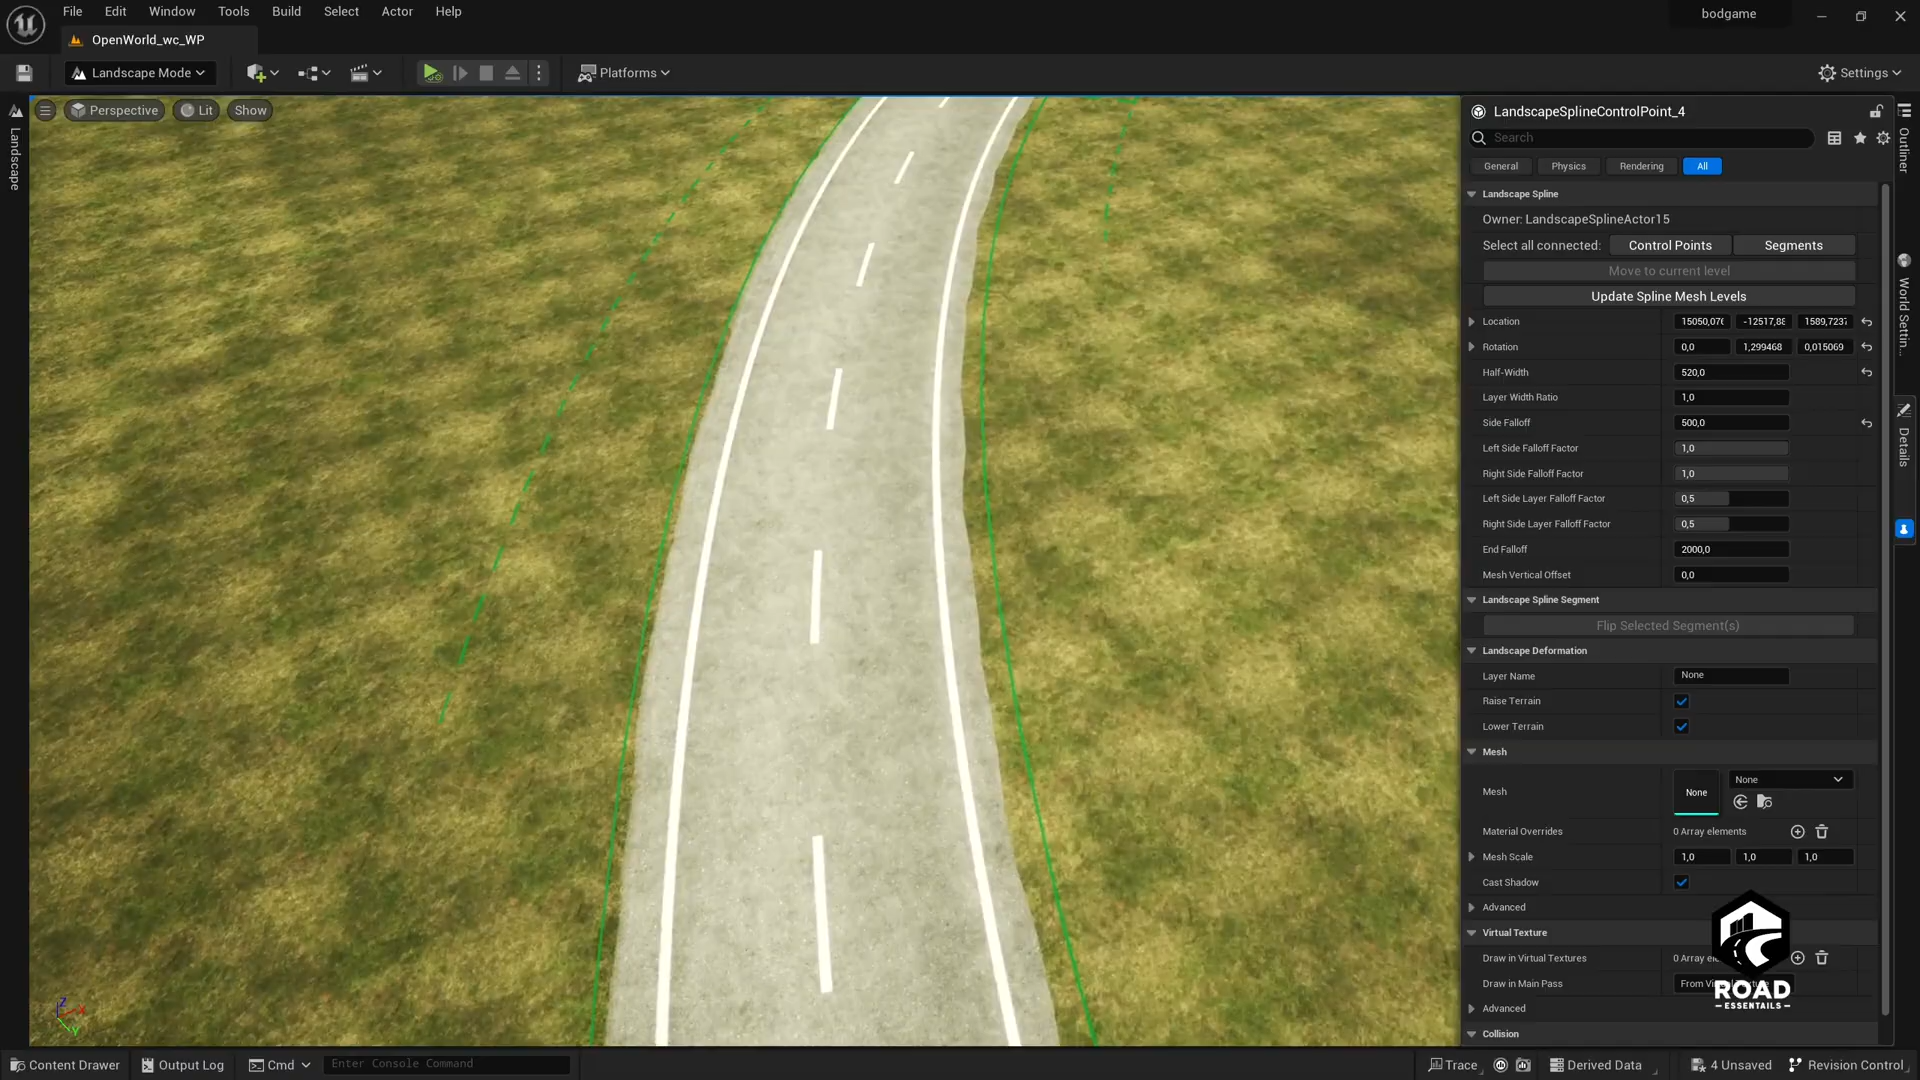 File Edit Window Tools Build Select Actor Help
bodgame
OpenWorld_wc_WP
Landscape Mode
Platforms
Settings
Perspective
Lit
Show
Landscape
LandscapeSplineControlPoint_4
Search
General
Physics
Rendering
All
Landscape Spline
Owner: LandscapeSplineActor15
Select all connected: Control Points Segments
Move to current level
Update Spline Mesh Levels
Location 15050,07 -12517,8 1589,723
Rotation 0,0 1,299468 0,015069
Half-Width 520,0
Layer Width Ratio 1,0
Side Falloff 500,0
Left Side Falloff Factor 1,0
Right Side Falloff Factor 1,0
Left Side Layer Falloff Factor 0,5
Right Side Layer Falloff Factor 0,5
End Falloff 2000,0
Mesh Vertical Offset 0,0
Landscape Spline Segment
Flip Selected Segment(s)
Landscape Deformation
Layer Name None
Raise Terrain
Lower Terrain
Mesh
Mesh None None
Material Overrides 0 Array elements
Mesh Scale 1,0 1,0 1,0
Cast Shadow
Advanced
Virtual Texture
Draw in Virtual Textures 0 Array
Draw in Main Pass From
Advanced
Collision
ROAD
ESSENTAILS
Outliner
World Settin...
Details
Z
X
Y
Content Drawer
Output Log
Cmd
Enter Console Command
Trace
Derived Data
4 Unsaved
Revision Control